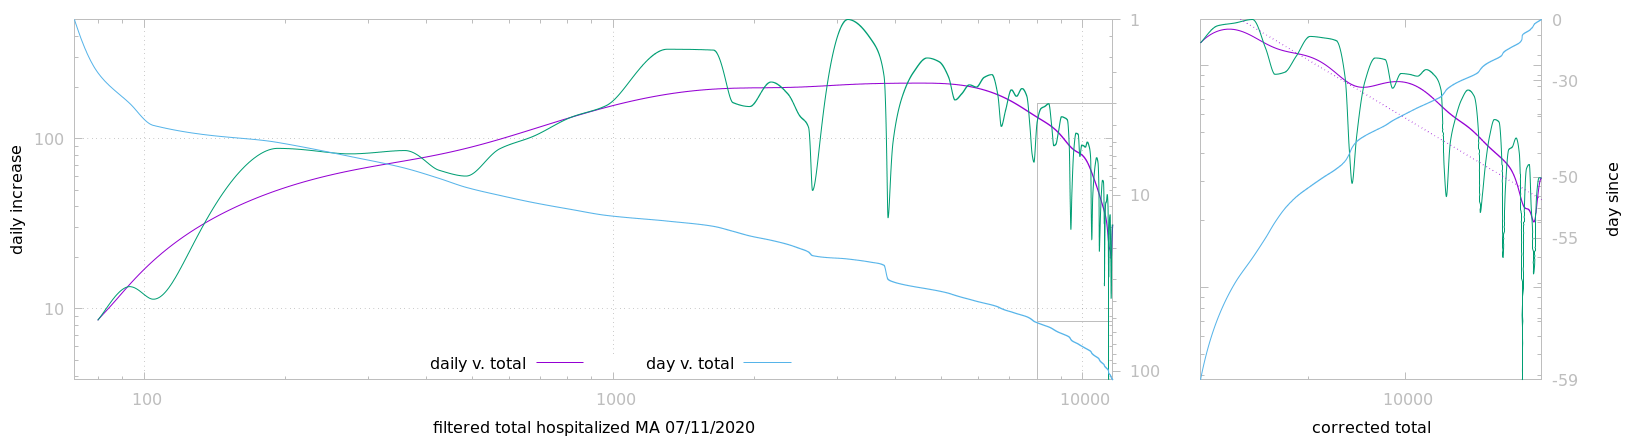 1
0
-30
100
daily increase
-50
day since
10
-55
10
daily v. total
day v. total
100
-59
100
1000
10000
10000
filtered total hospitalized MA 07/11/2020
corrected total